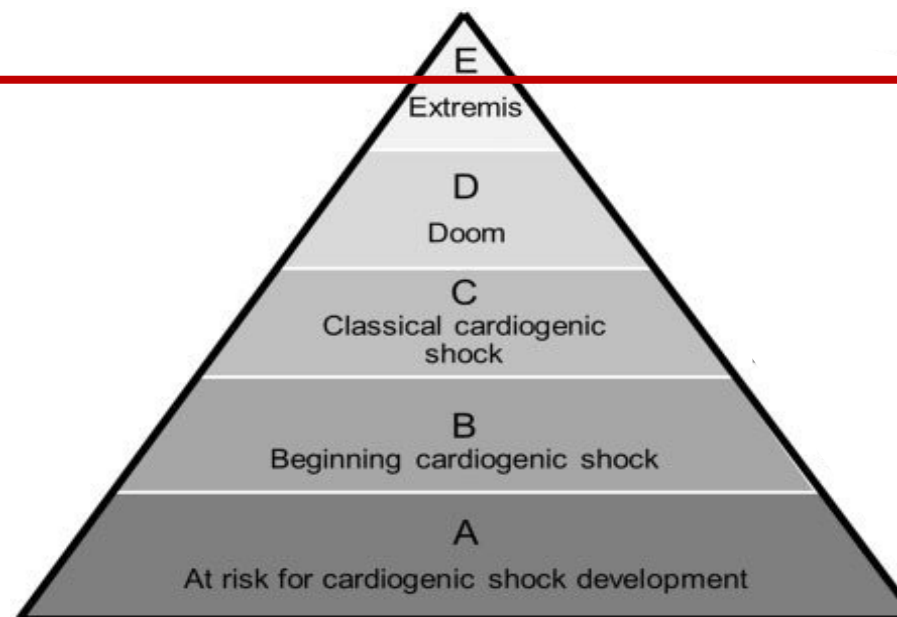 E
Extremis
D
Doom
C
Classical cardiogenic
shock
B
Beginning cardiogenic shock
A
At risk for cardiogenic shock development